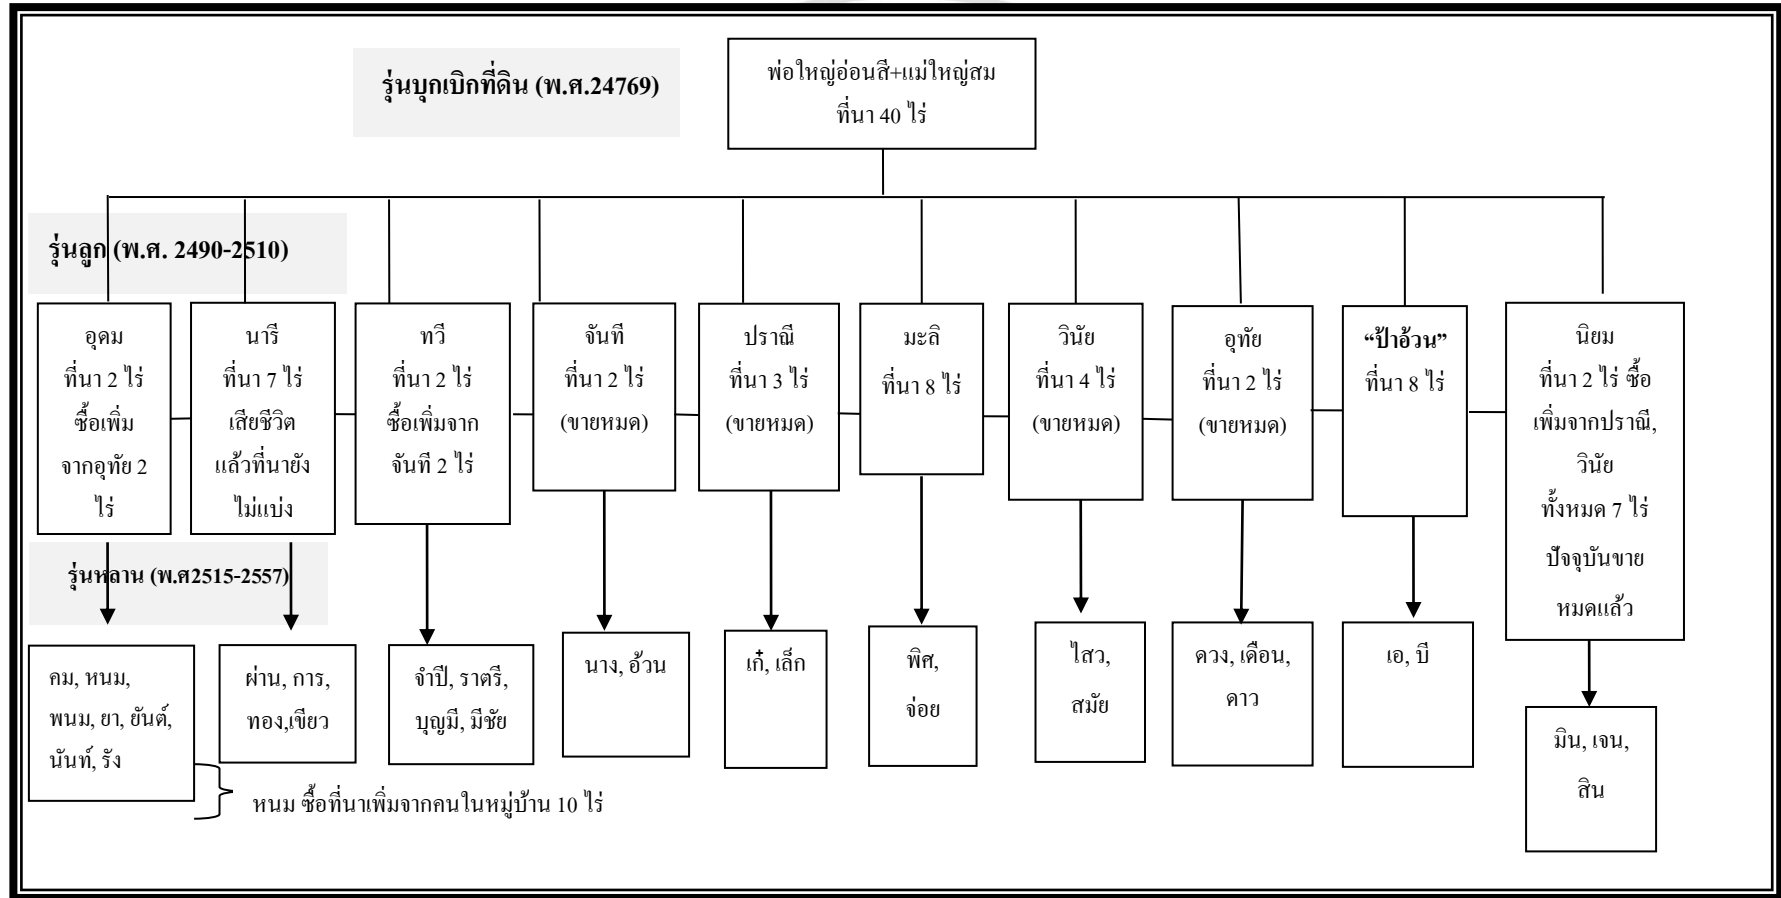 รุ่นบุกเบิกที่ดิน (พ.ศ.24769)
พ่อใหญ่อ่อนสี+แม่ใหญ่สม
ที่นา 40 ไร่
รุ่นลูก (พ.ศ. 2490-2510)
อุดม
ที่นา 2 ไร่
ซื้อเพิ่ม
จากอุทัย 2
ไร่
นารี
ที่นา 7 ไร่
เสียชีวิต
แล้วที่นายัง
ไม่แบ่ง
ทวี
ที่นา 2 ไร่
ซื้อเพิ่มจาก
จันที 2 ไร่
จันที
ที่นา 2 ไร่
(ขายหมด)
ปราณี
ที่นา 3 ไร่
(ขายหมด)
มะลิ
ที่นา 8 ไร่
วินัย
ที่นา 4 ไร่
(ขายหมด)
อุทัย
ที่นา 2 ไร่
(ขายหมด)
“ป้าอ้วน”
ที่นา 8 ไร่
นิยม
ที่นา 2 ไร่ ซื้อ
เพิ่มจากปราณี,
วินัย
ทั้งหมด 7 ไร่
ปัจจุบันขาย
หมดแล้ว
รุ่นหลาน (พ.ศ2515-2557)
คม, หนม,
พนม, ยา, ยันต์,
นันท์, รัง
ผ่าน, การ,
ทอง,เขียว
จำปี, ราตรี,
บุญมี, มีชัย
นาง, อ้วน
เก๋, เล็ก
พิศ,
จ่อย
ไสว,
สมัย
ดวง, เดือน,
ดาว
เอ, บี
มิน, เจน,
สิน
หนม ซื้อที่นาเพิ่มจากคนในหมู่บ้าน 10 ไร่